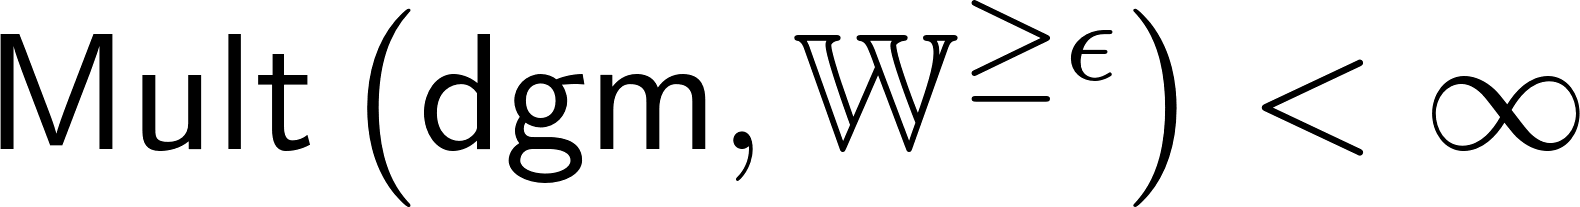 Mult (dgm, 𝕎^{≥ϵ}) < ∞